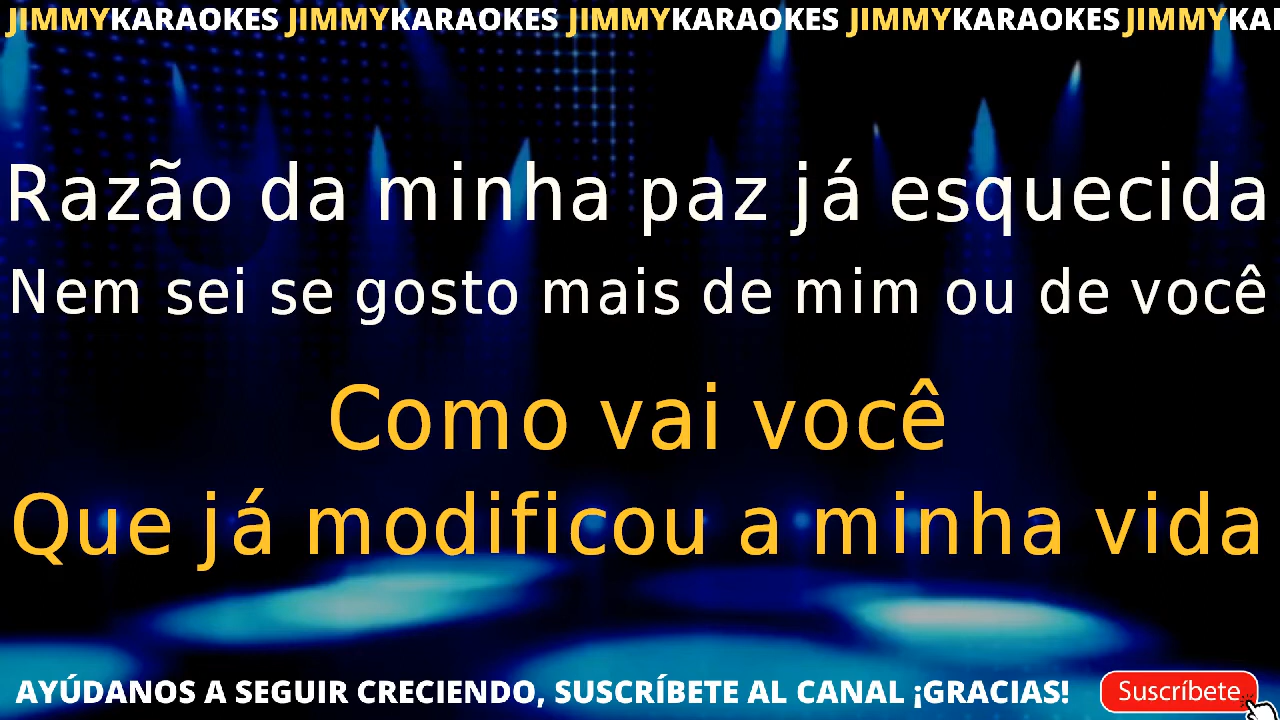 JIMMYKARAOKES JIMMYKARAOKES JIMMYKARAOKES JIMMYKARAOKES JIMMYKA
Razão da minha paz já esquecida
Nem sei se gosto mais de mim ou de você
Como vai você
Que já modificou a minha vida
AYÚDANOS A SEGUIR CRECIENDO, SUSCRÍBETE AL CANAL ¡GRACIAS! Suscríbete